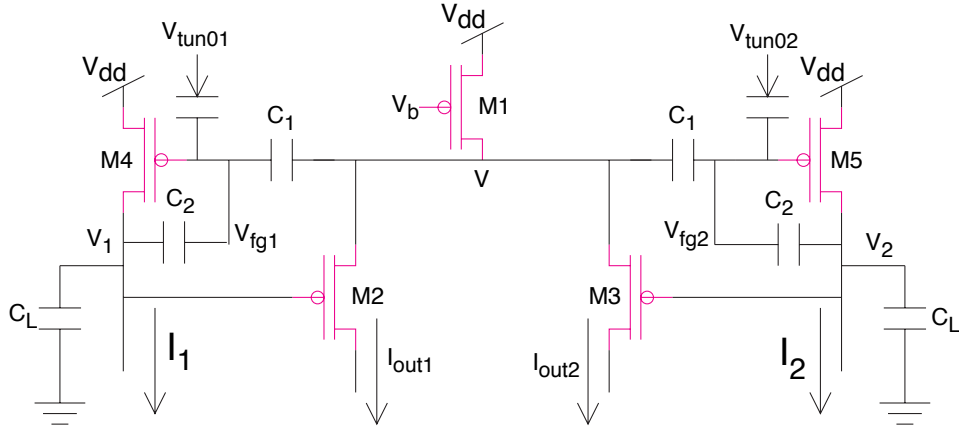 Vdd
Vtun01
Vtun02
Vdd
Vdd
Vb
M1
C1
C1
M4
M5
V
C2
C2
V1
Vfg1
Vfg2
V2
M2
M3
CL
CL
I1
Iout1
Iout2
I2